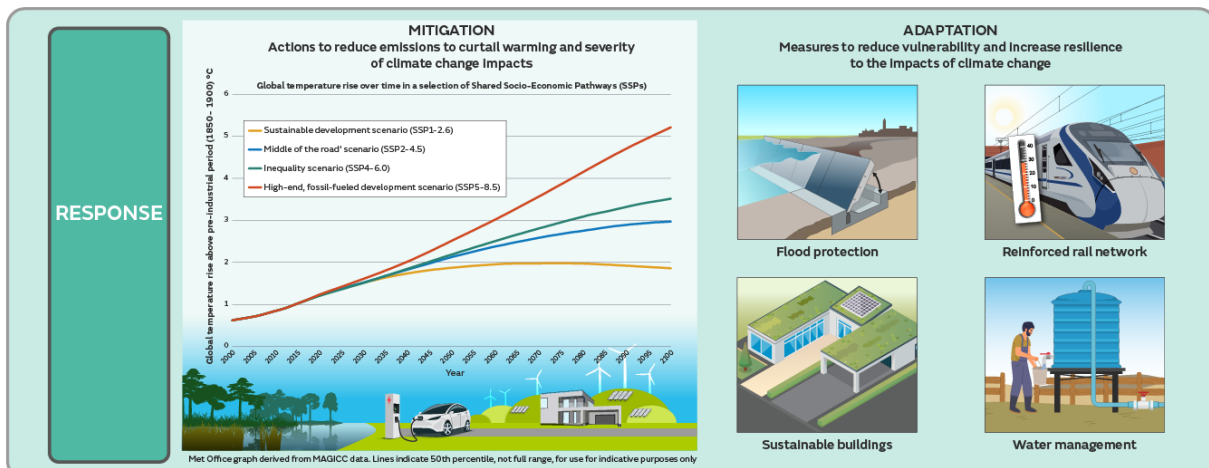 RESPONSE
MITIGATION
Actions to reduce emissions to curtail warming and severity
of climate change impacts
Global temperature rise over time in a selection of Shared Socio-Economic Pathways (SSPs)
Global temperature rise above pre-industrial period (1850 - 1900) °C
6
5
4
3
2
1
0
Sustainable development scenario (SSP1-2.6)
Middle of the road' scenario (SSP2-4.5)
Inequality scenario (SSP4-6.0)
High-end, fossil-fueled development scenario (SSP5-8.5)
2000 2005 2010 2015 2020 2025 2030 2035 2040 2045 2050 2055 2060 2065 2070 2075 2080 2085 2090 2095 2100
Year
Met Office graph derived from MAGICC data. Lines indicate 50th percentile, not full range, for use for indicative purposes only
ADAPTATION
Measures to reduce vulnerability and increase resilience
to the impacts of climate change
Flood protection
40
30
20
10
0
Reinforced rail network
Sustainable buildings
Water management